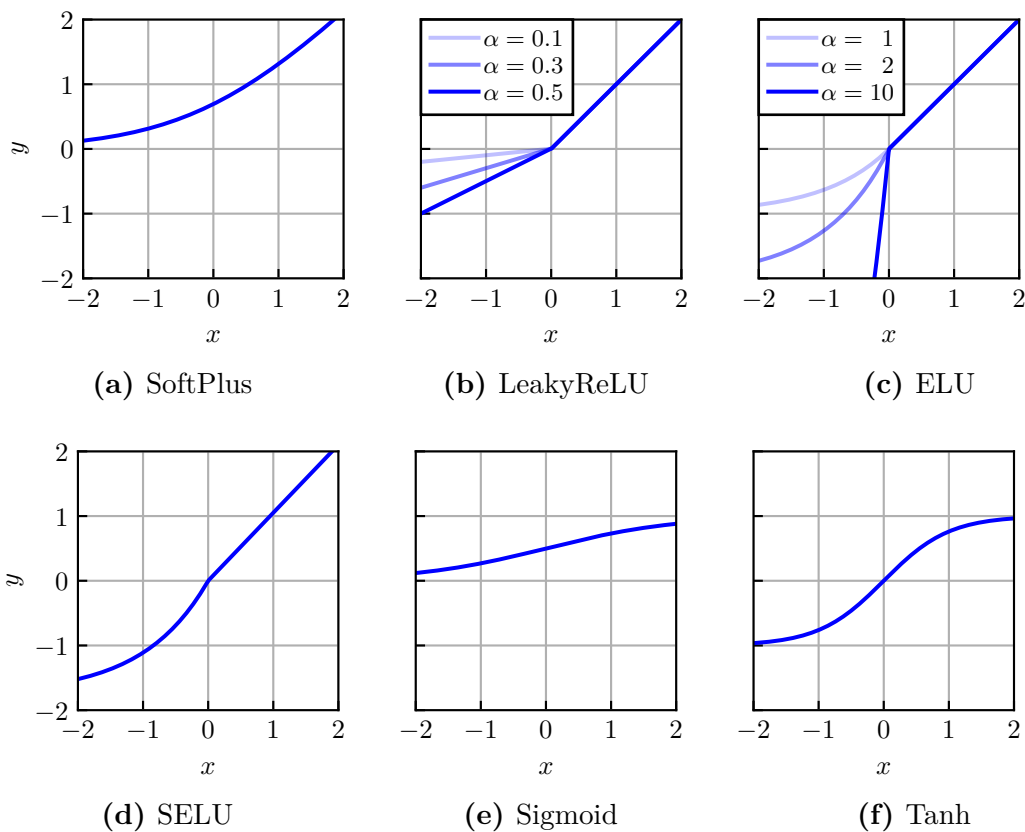 2
1
0
−1
−2
y
−2 −1 0 1 2
x
(a) SoftPlus
α = 0.1
α = 0.3
α = 0.5
−2 −1 0 1 2
x
(b) LeakyReLU
α = 1
α = 2
α = 10
−2 −1 0 1 2
x
(c) ELU
2
1
0
−1
−2
y
−2 −1 0 1 2
x
(d) SELU
−2 −1 0 1 2
x
(e) Sigmoid
−2 −1 0 1 2
x
(f) Tanh